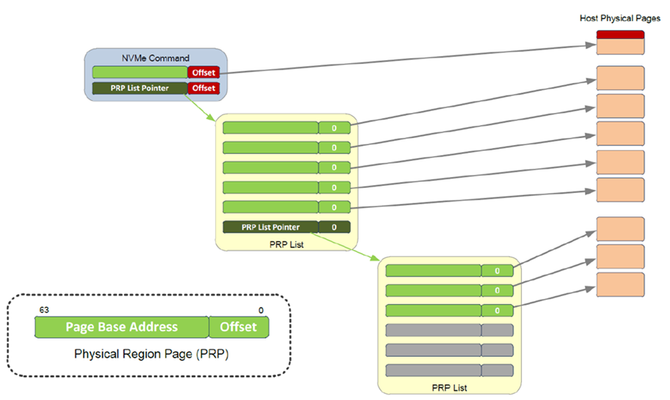 Host Physical Pages
NVMe Command
Offset
PRP List Pointer Offset
0
0
0
0
0
PRP List Pointer 0
PRP List
0
0
0
PRP List
63 0
Page Base Address Offset
Physical Region Page (PRP)